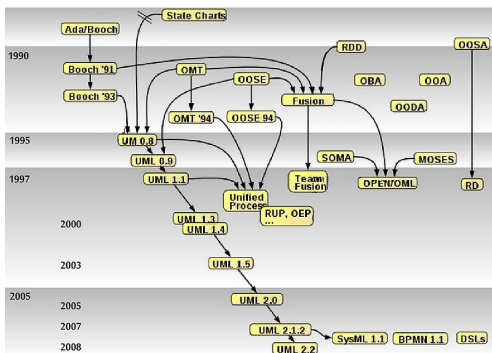 State Charts
Ada/Booch
RDD
OOSA
1990
Booch '91
OMT
OOSE
OBA
OOA
Booch '93
Fusion
OODA
OMT '94
OOSE 94
1995
UM 0.8
UML 0.9
SOMA
MOSES
1997
UML 1.1
Team
Fusion
OPEN/OML
RD
Unified
Process
RUP, OEP
...
2000
UML 1.3
UML 1.4
2003
UML 1.5
2005
UML 2.0
2005
2007
UML 2.1.2
SysML 1.1
BPMN 1.1
DSLs
2008
UML 2.2